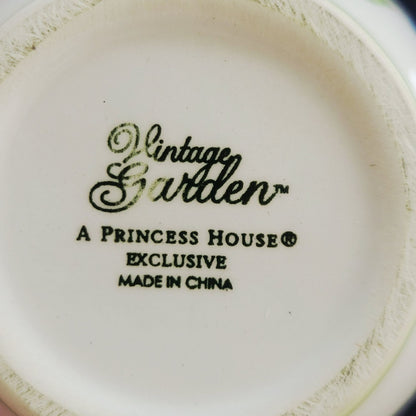 Vintage
Garden™
A PRINCESS HOUSE®
EXCLUSIVE
MADE IN CHINA